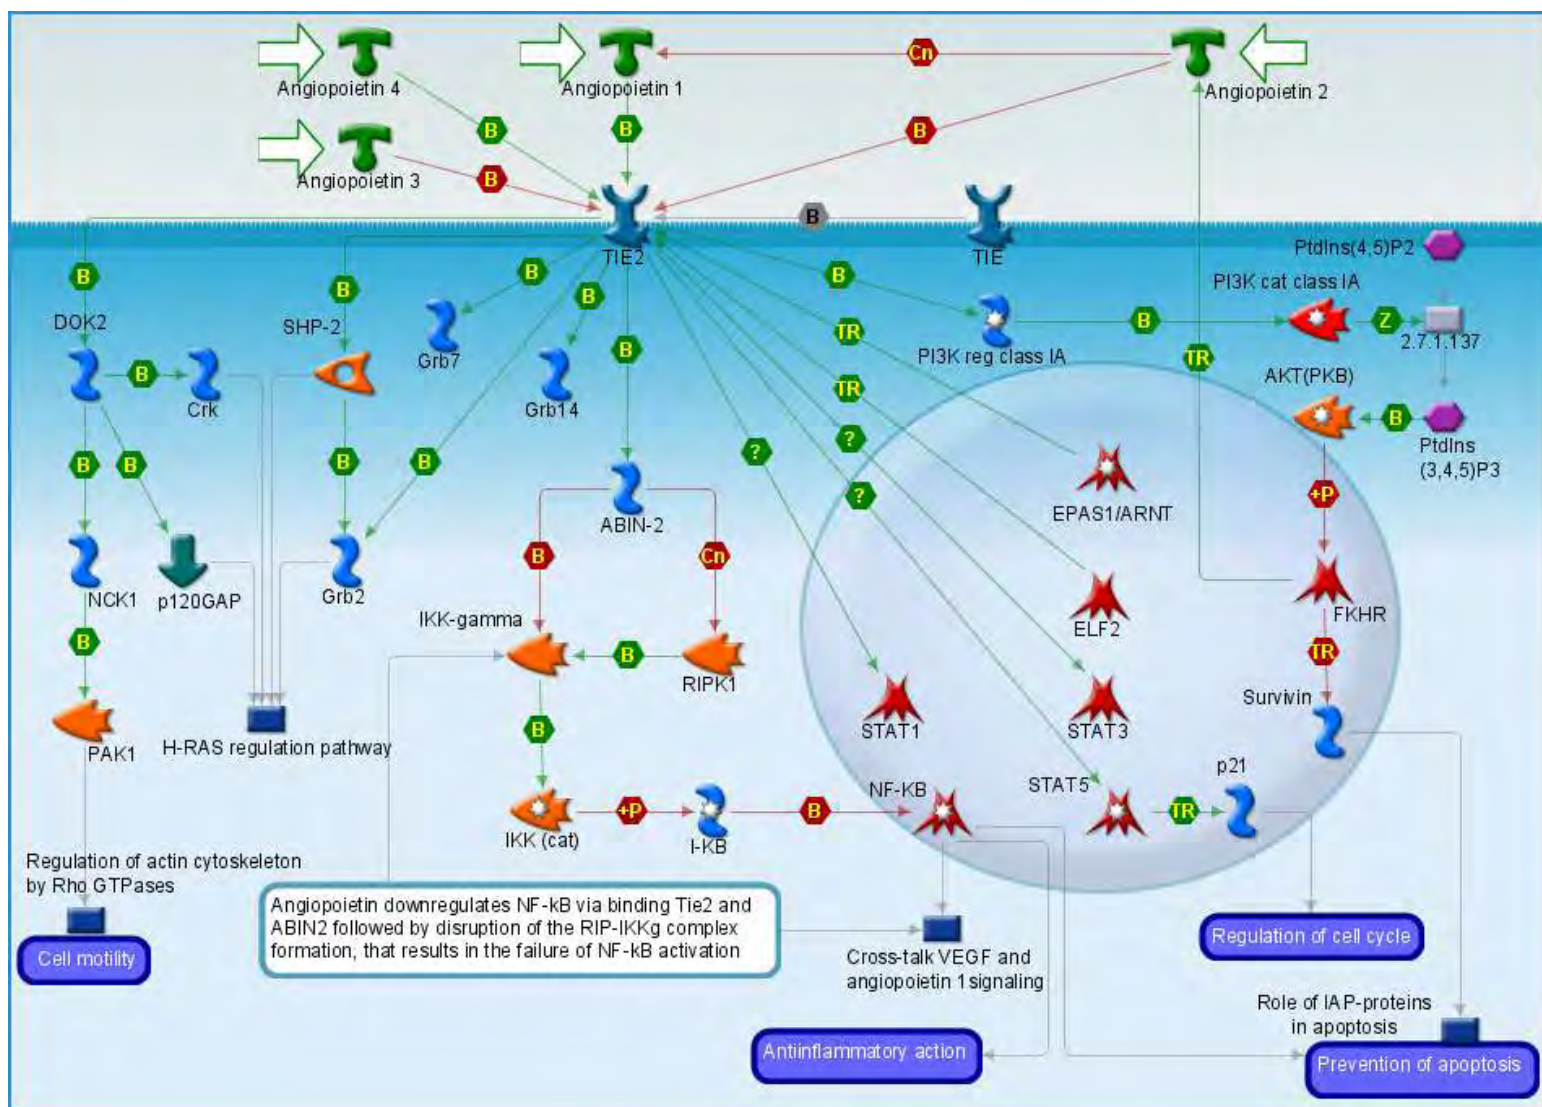 Cn
Angiopoietin 4
Angiopoietin 1
Angiopoietin 2
B
B
B
Angiopoietin 3
B
B
TIE2
TIE
PtdIns(4,5)P2
B
B
B
B
B
PI3K cat class IA
DOK2
SHP-2
Grb7
TR
PI3K reg class IA
B
Z
2.7.1.137
B
B
Grb14
TR
TR
AKT(PKB)
Crk
B
PtdIns
(3,4,5)P3
?
?
B
B
B
B
?
+P
EPAS1/ARNT
ABIN-2
B
Cn
NCK1
p120GAP
Grb2
IKK-gamma
ELF2
FKHR
B
B
TR
RIPK1
Survivin
B
STAT1
STAT3
PAK1
H-RAS regulation pathway
p21
NF-KB
STAT5
+P
B
TR
IKK (cat)
I-KB
Regulation of actin cytoskeleton
by Rho GTPases
Angiopoietin downregulates NF-kB via binding Tie2 and
ABIN2 followed by disruption of the RIP-IKKg complex
formation, that results in the failure of NF-kB activation
Cell motility
Cross-talk VEGF and
angiopoietin 1signaling
Regulation of cell cycle
Role of IAP-proteins
in apoptosis
Antiinflammatory action
Prevention of apoptosis